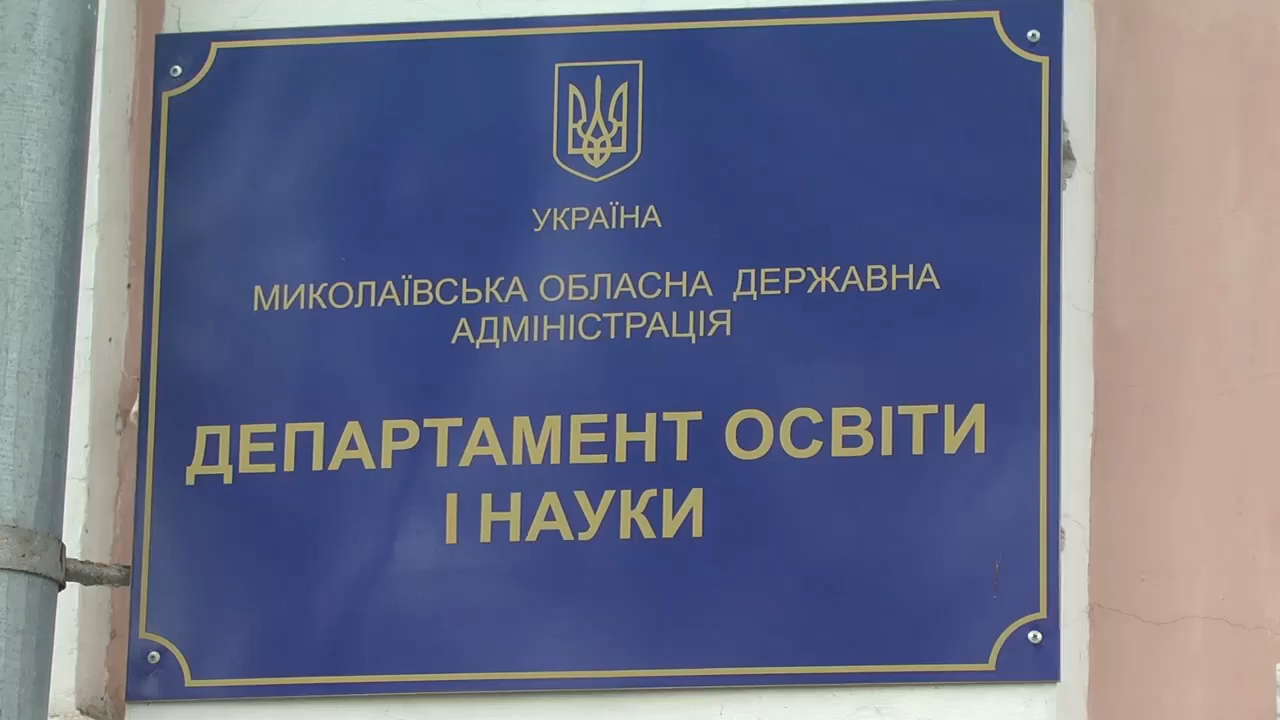 УКРАЇНА
МИКОЛАЇВСЬКА ОБЛАСНА ДЕРЖАВНА
АДМІНІСТРАЦІЯ
ДЕПАРТАМЕНТ ОСВІТИ
І НАУКИ